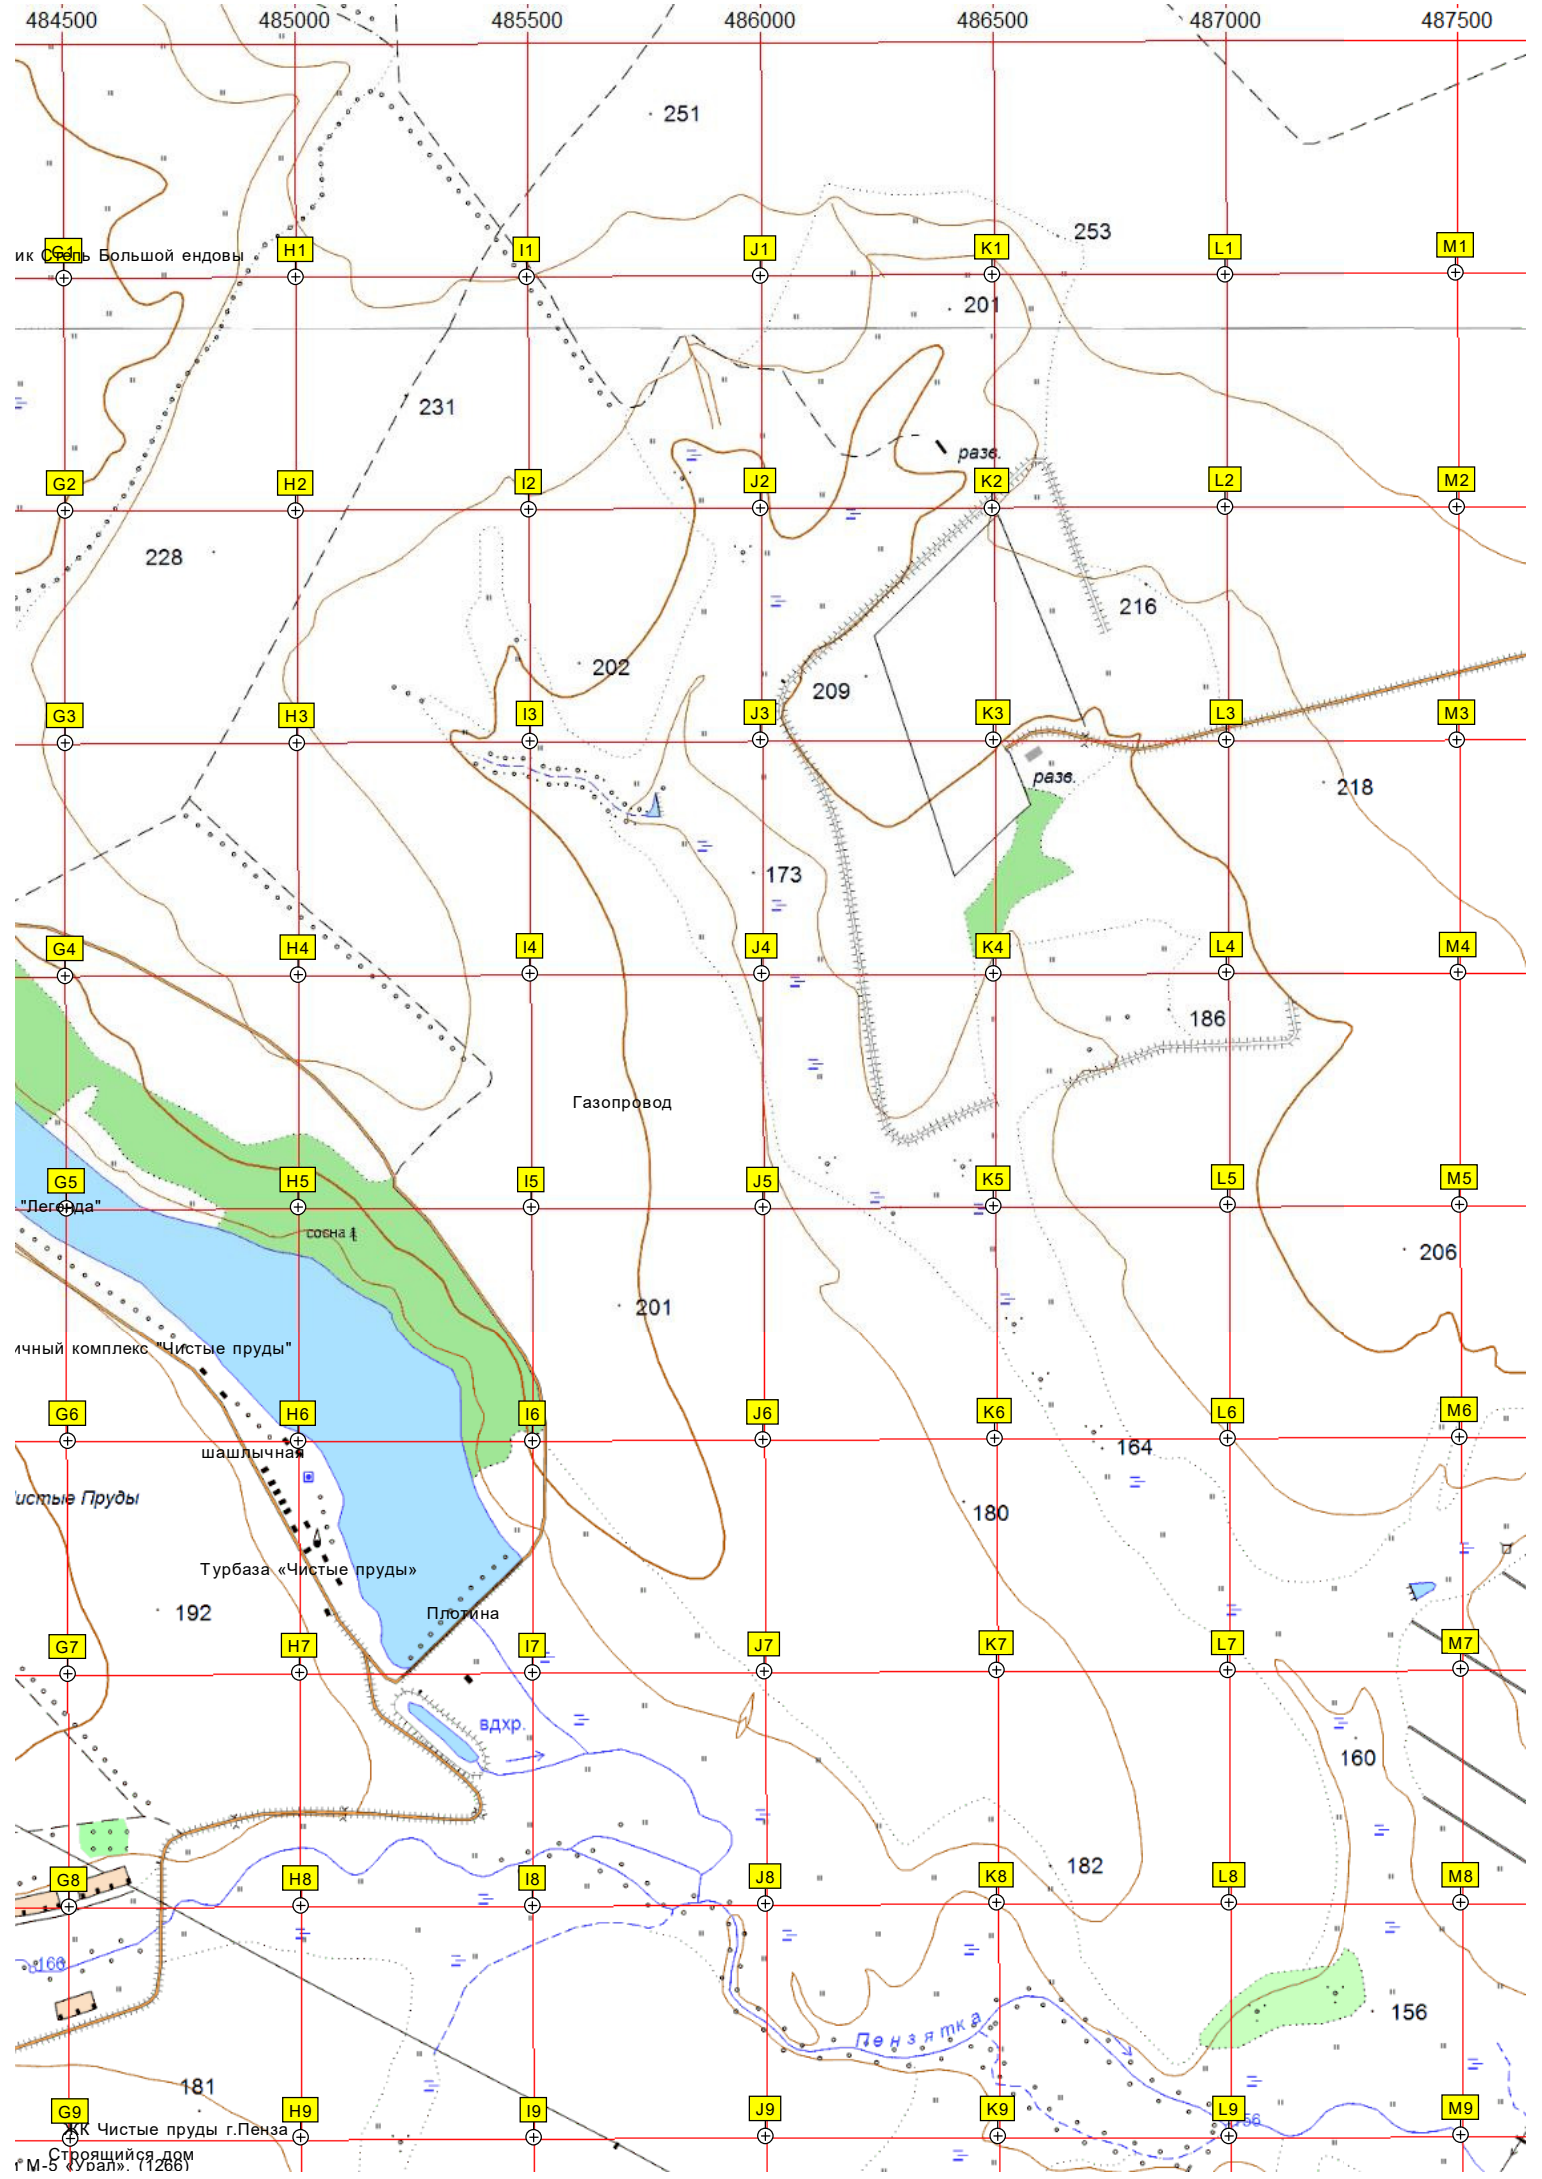 484500 485000 485500 486000 486500 487000 487500
251
253
G1 H1 I1 J1 K1 L1 M1
ик Степь Большой ендовы
201
231
разв.
G2 H2 I2 J2 K2 L2 M2
228
216
202
209
G3 H3 I3 J3 K3 L3 M3
разв.
218
173
G4 H4 I4 J4 K4 L4 M4
186
Газопровод
G5 H5 I5 J5 K5 L5 M5
"Легенда"
сосна
206
201
ичный комплекс "Чистые пруды"
G6 H6 I6 J6 K6 L6 M6
шашлычная
164
истые Пруды
180
Турбаза «Чистые пруды»
192
Плотина
G7 H7 I7 J7 K7 L7 M7
вдхр.
160
182
G8 H8 I8 J8 K8 L8 M8
166
156
Пензятка
181
G9 H9 I9 J9 K9 L9 M9
ЖК Чистые пруды г.Пенза
Строящийся дом
М-5 «Урал». (1266)